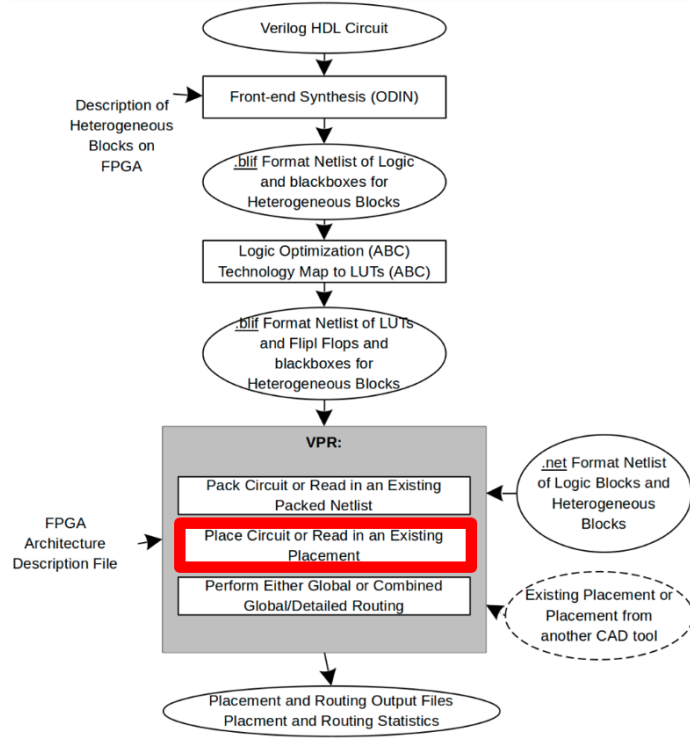 Verilog HDL Circuit
Front-end Synthesis (ODIN)
Description of
Heterogeneous
Blocks on
FPGA
.blif Format Netlist of Logic
and blackboxes for
Heterogeneous Blocks
Logic Optimization (ABC)
Technology Map to LUTs (ABC)
.blif Format Netlist of LUTs
and Flipl Flops and
blackboxes for
Heterogeneous Blocks
VPR:
Pack Circuit or Read in an Existing
Packed Netlist
.net Format Netlist
of Logic Blocks and
Heterogeneous
Blocks
FPGA
Architecture
Description File
Place Circuit or Read in an Existing
Placement
Perform Either Global or Combined
Global/Detailed Routing
Existing Placement or
Placement from
another CAD tool
Placement and Routing Output Files
Placment and Routing Statistics